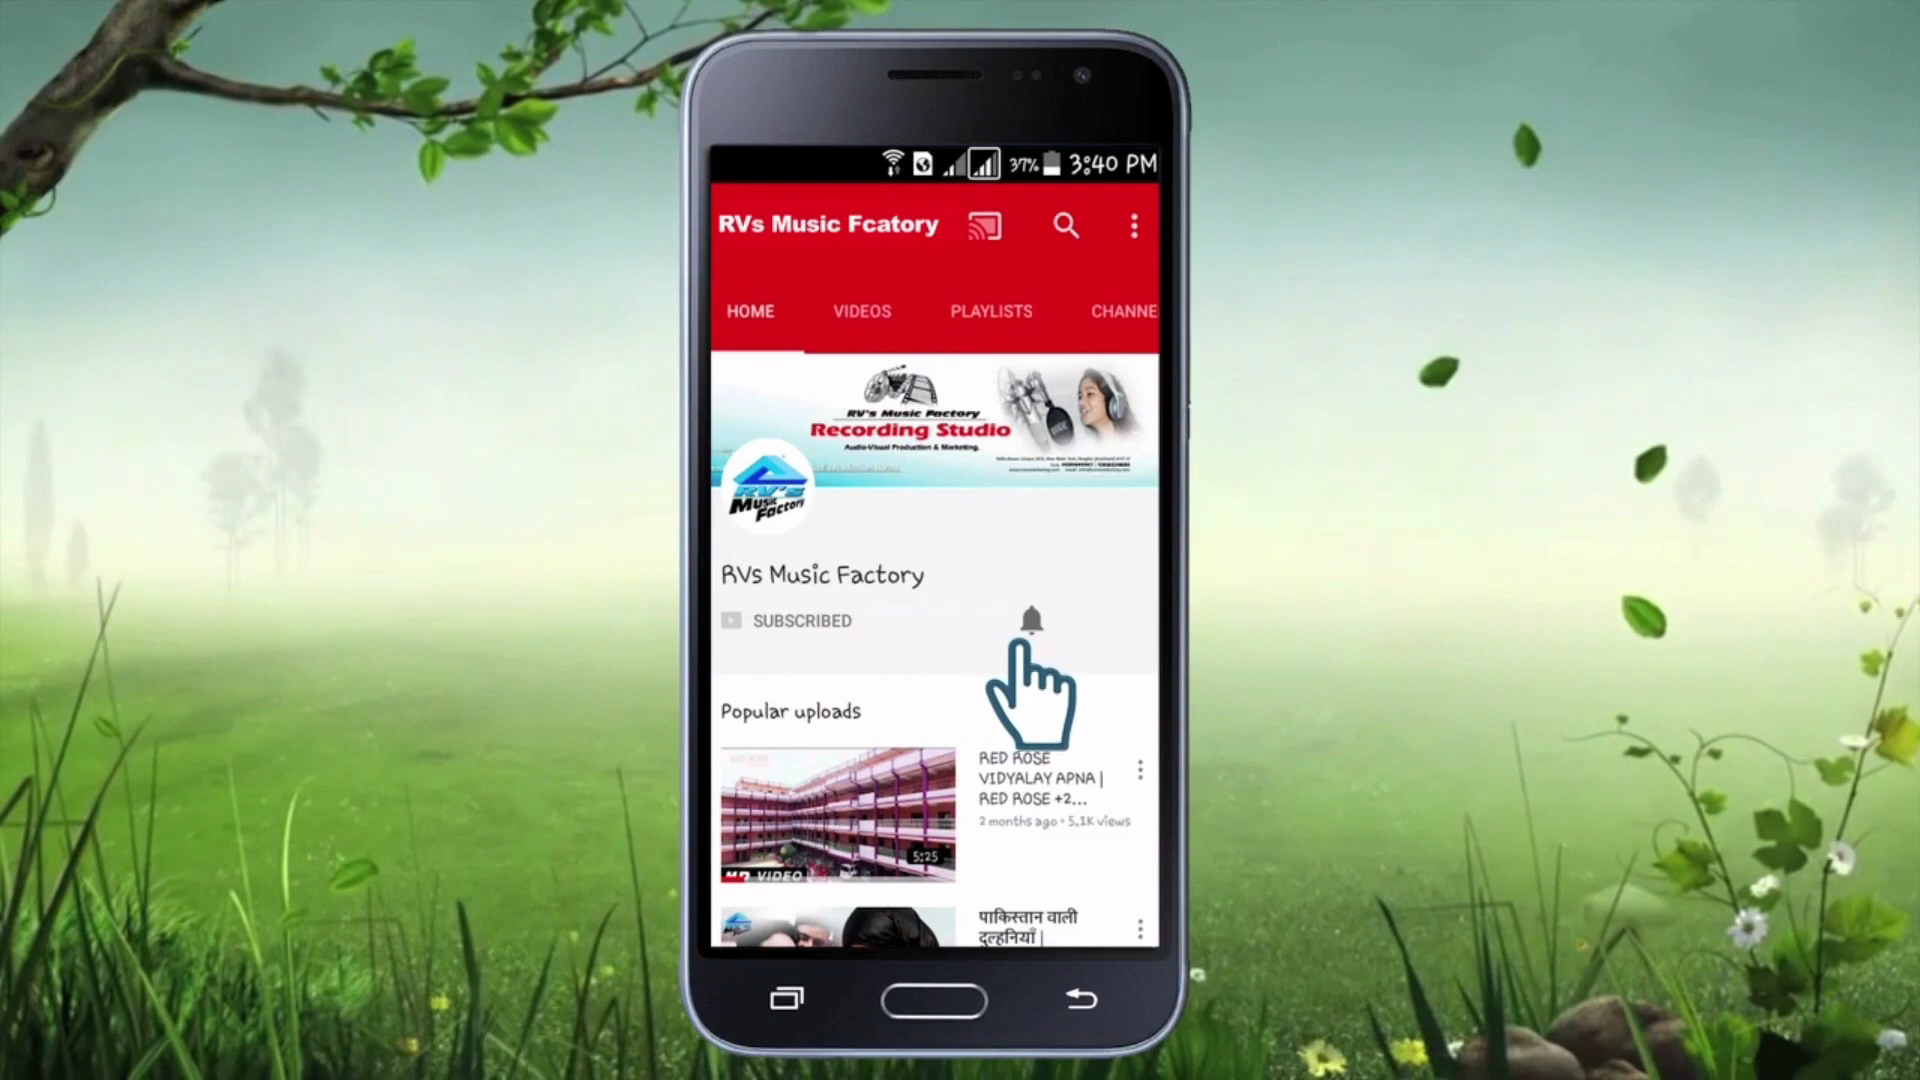 37% 3:40 PM
RVs Music Fcatory
HOME VIDEOS PLAYLISTS CHANNE
RV's Music Factory
Recording Studio
Audio-Visual Production & Marketing.
RV's
Music
Factory
RVs Music Factory
SUBSCRIBED
Popular uploads
RED ROSE
VIDYALAY APNA |
RED ROSE +2...
2 months ago • 5,1K views
5:25
HD VIDEO
पाकिस्तान वाली
दुल्हनियाँ |